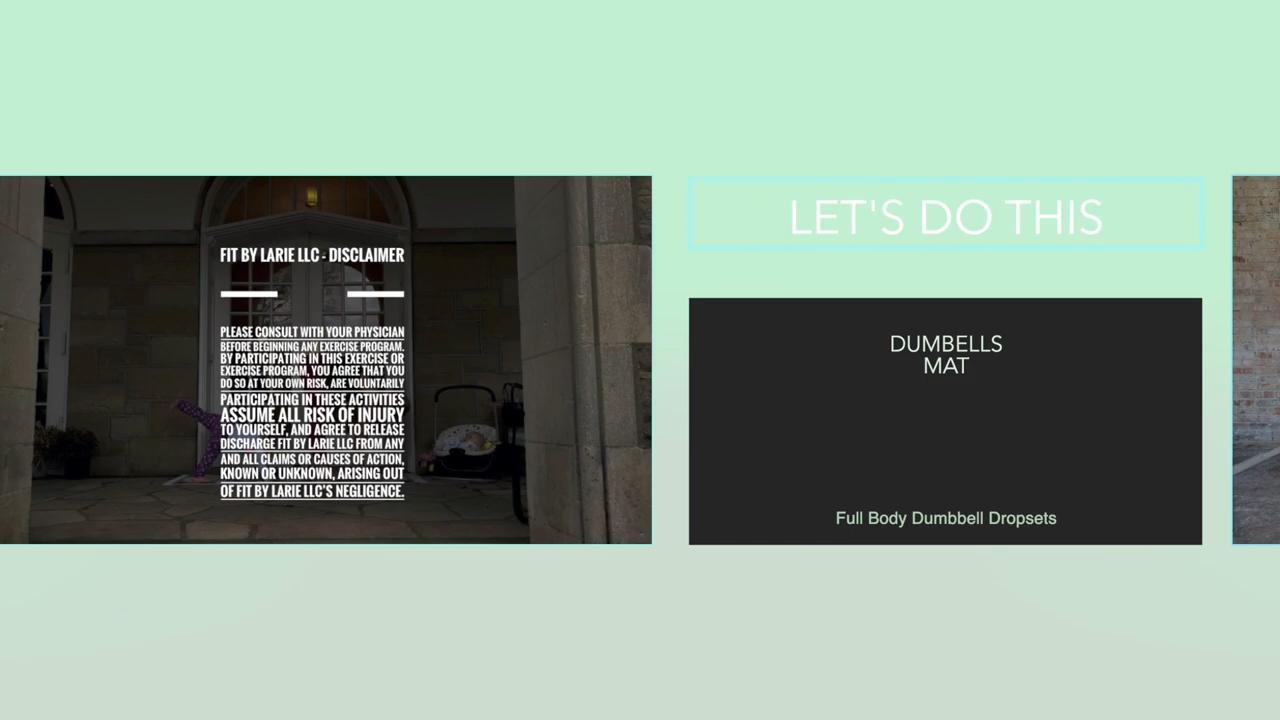 FIT BY LARIE LLC - DISCLAIMER
PLEASE CONSULT WITH YOUR PHYSICIAN
BEFORE BEGINNING ANY EXERCISE PROGRAM.
BY PARTICIPATING IN THIS EXERCISE OR
EXERCISE PROGRAM, YOU AGREE THAT YOU
DO SO AT YOUR OWN RISK, ARE VOLUNTARILY
PARTICIPATING IN THESE ACTIVITIES
ASSUME ALL RISK OF INJURY
TO YOURSELF, AND AGREE TO RELEASE
DISCHARGE FIT BY LARIE LLC FROM ANY
AND ALL CLAIMS OR CAUSES OF ACTION,
KNOWN OR UNKNOWN, ARISING OUT
OF FIT BY LARIE LLC'S NEGLIGENCE.
LET'S DO THIS
DUMBELLS
MAT
Full Body Dumbbell Dropsets